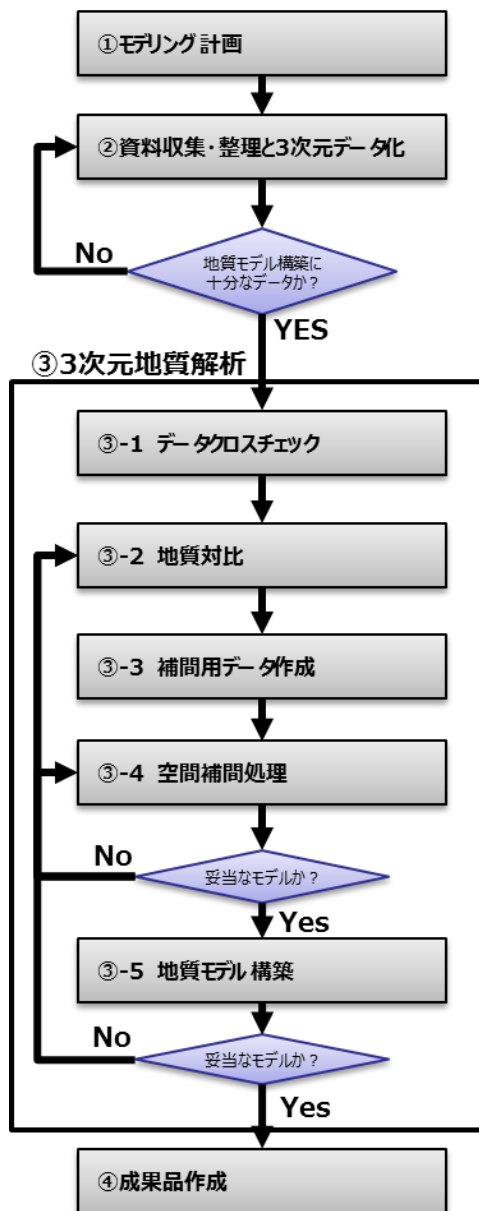 ①モデリング計画
②資料収集・整理と3次元データ化
地質モデル構築に
十分なデータか？
No
YES
③3次元地質解析
③-1 データクロスチェック
③-2 地質対比
③-3 補間用データ作成
③-4 空間補間処理
No
妥当なモデルか？
Yes
③-5 地質モデル構築
No
妥当なモデルか？
Yes
④成果品作成